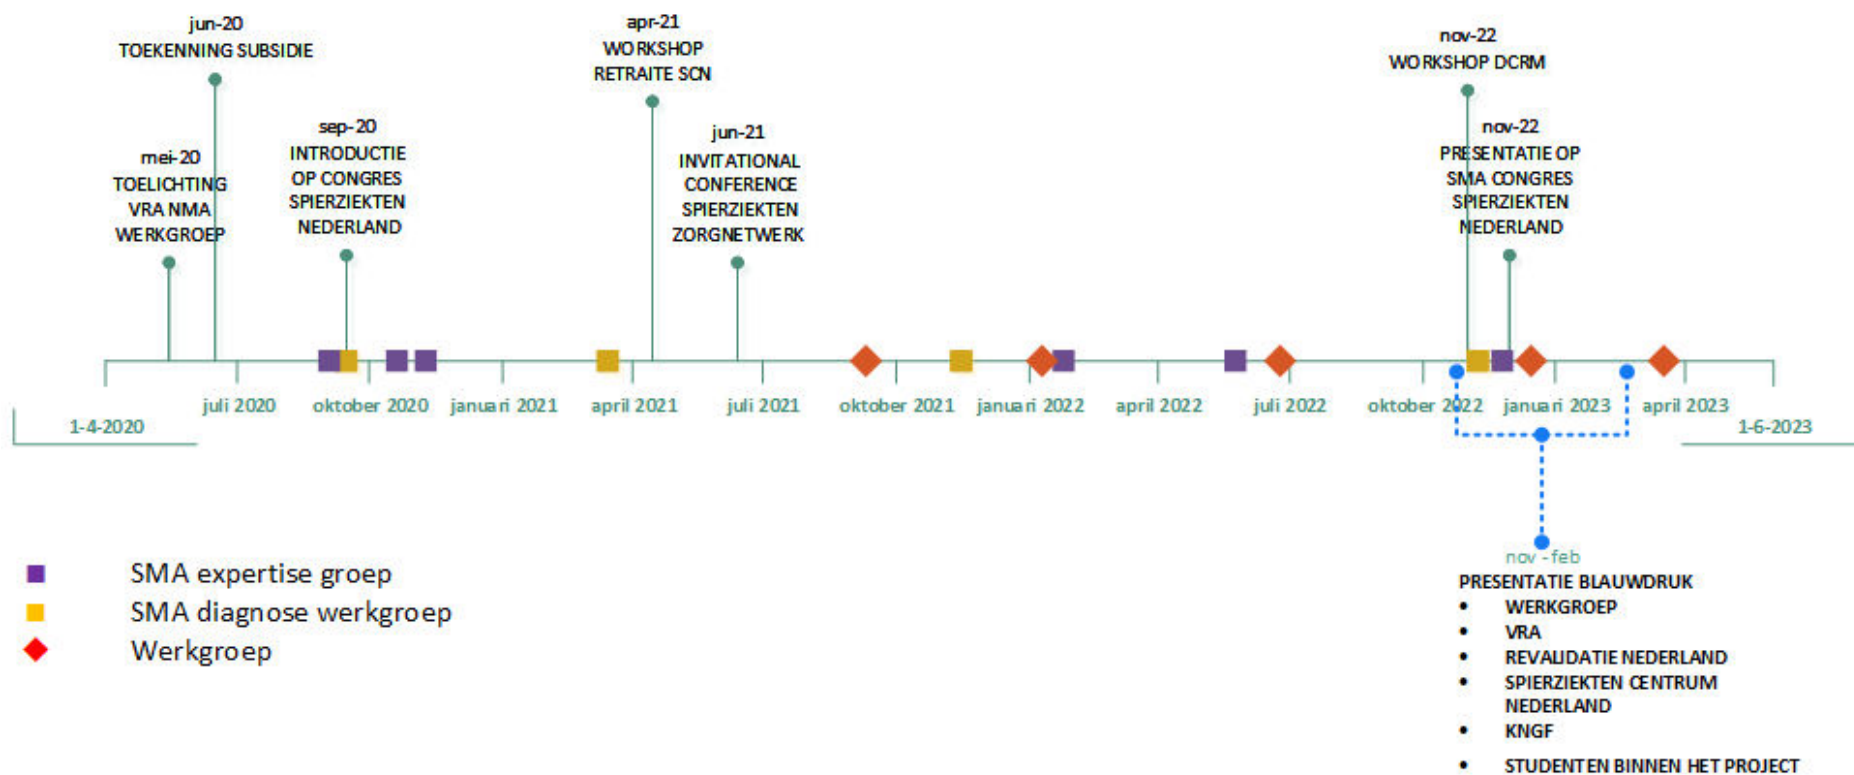 jun-20
TOEKENNING SUBSIDIE
apr-21
WORKSHOP
RETRAITE SCN
nov-22
WORKSHOP DCRM
mei-20
TOELICHTING
VRA NMA
WERKGROEP
sep-20
INTRODUCTIE
OP CONGRES
SPIERZIEKTEN
NEDERLAND
jun-21
INVITATIONAL
CONFERENCE
SPIERZIEKTEN
ZORGNETWERK
nov-22
PRESENTATIE OP
SMA CONGRES
SPIERZIEKTEN
NEDERLAND
juli 2020
oktober 2020
januari 2021
april 2021
juli 2021
oktober 2021
januari 2022
april 2022
juli 2022
oktober 2022
januari 2023
april 2023
1-4-2020
1-6-2023
SMA expertise groep
SMA diagnose werkgroep
Werkgroep
nov - feb
PRESENTATIE BLAUWDRUK
• WERKGROEP
• VRA
• REVALIDATIE NEDERLAND
• SPIERZIEKTEN CENTRUM
NEDERLAND
• KNGF
• STUDENTEN BINNEN HET PROJECT